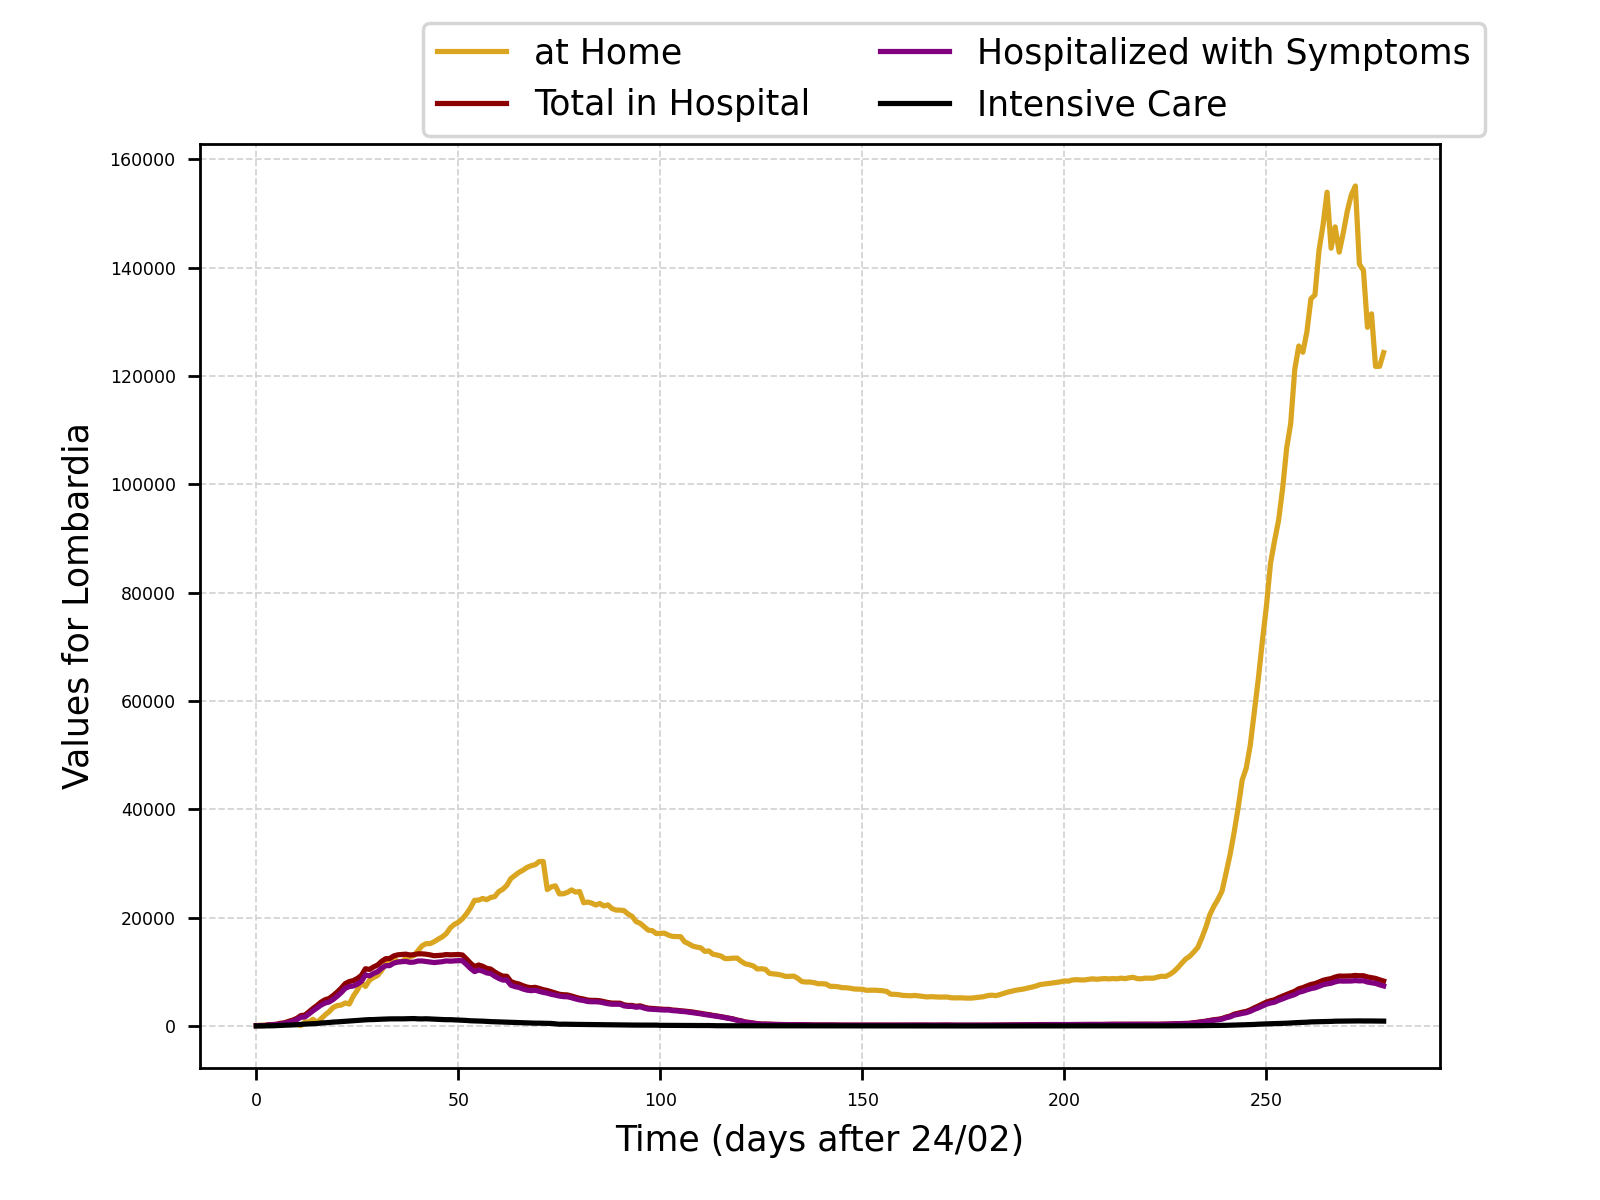 at Home
Total in Hospital
Hospitalized with Symptoms
Intensive Care
160000
140000
120000
100000
80000
60000
40000
20000
0
Values for Lombardia
0 50 100 150 200 250
Time (days after 24/02)